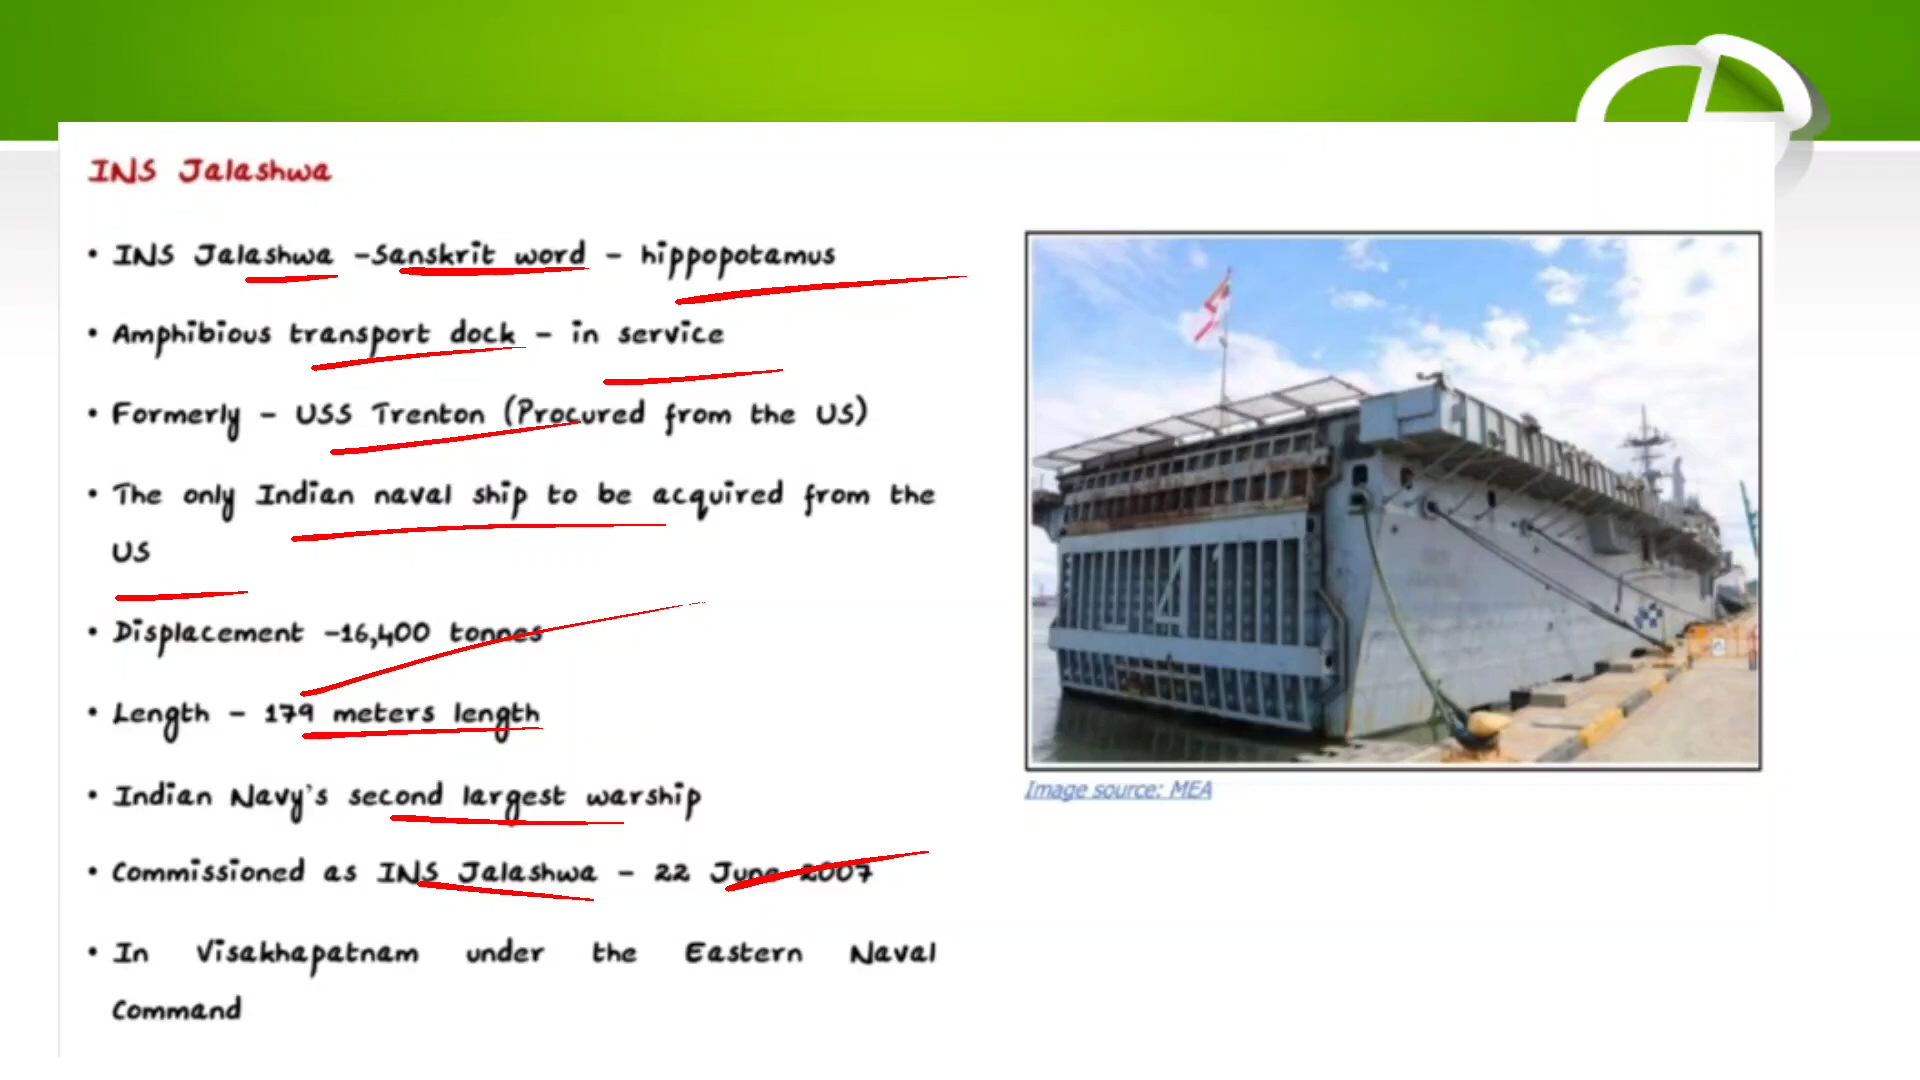 INS Jalashwa
• INS Jalashwa -Sanskrit word - hippopotamus
• Amphibious transport dock - in service
• Formerly - USS Trenton (Procured from the US)
• The only Indian naval ship to be acquired from the
US
• Displacement -16,400 tonnes
• Length - 179 meters length
• Indian Navy's second largest warship
• Commissioned as INS Jalashwa - 22 June 2007
• In Visakhapatnam under the Eastern Naval
Command
L 41
Image source: MEA